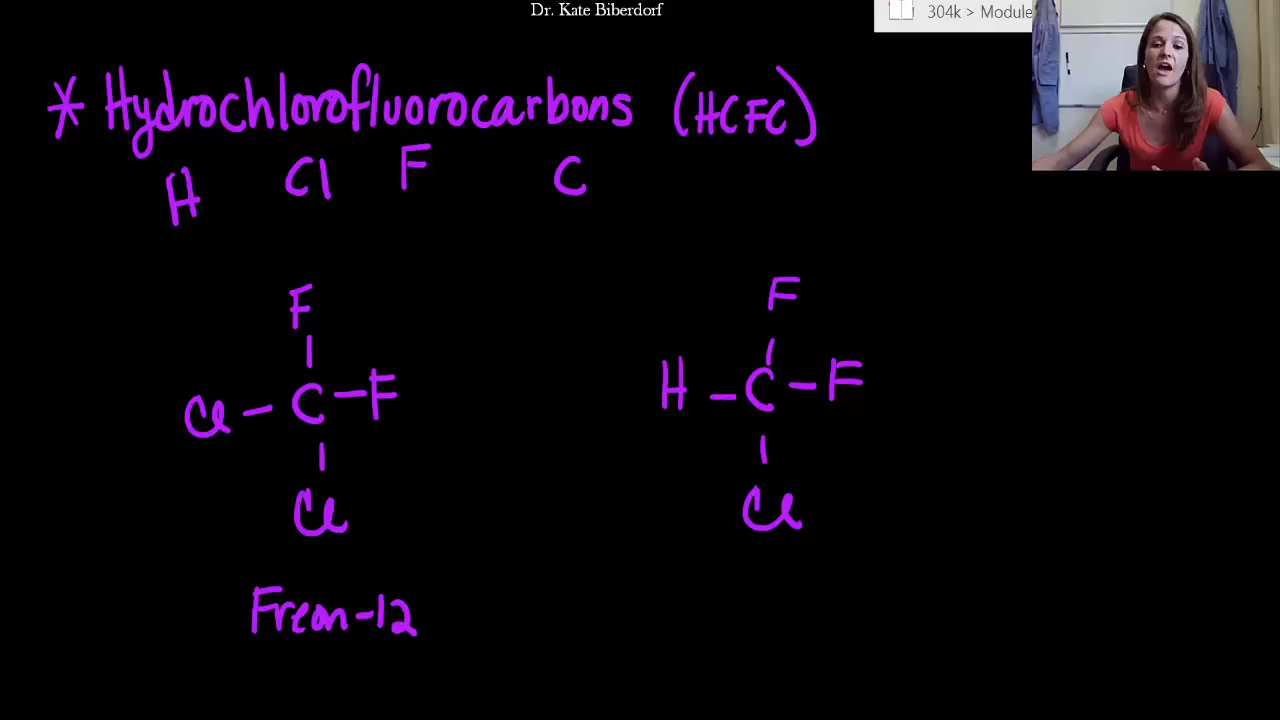 Dr. Kate Biberdorf
304k > Module
* Hydrochlorofluorocarbons (HCFC)
H Cl F C
F
Cl - C - F
Cl
Freon-12
F
H - C - F
Cl